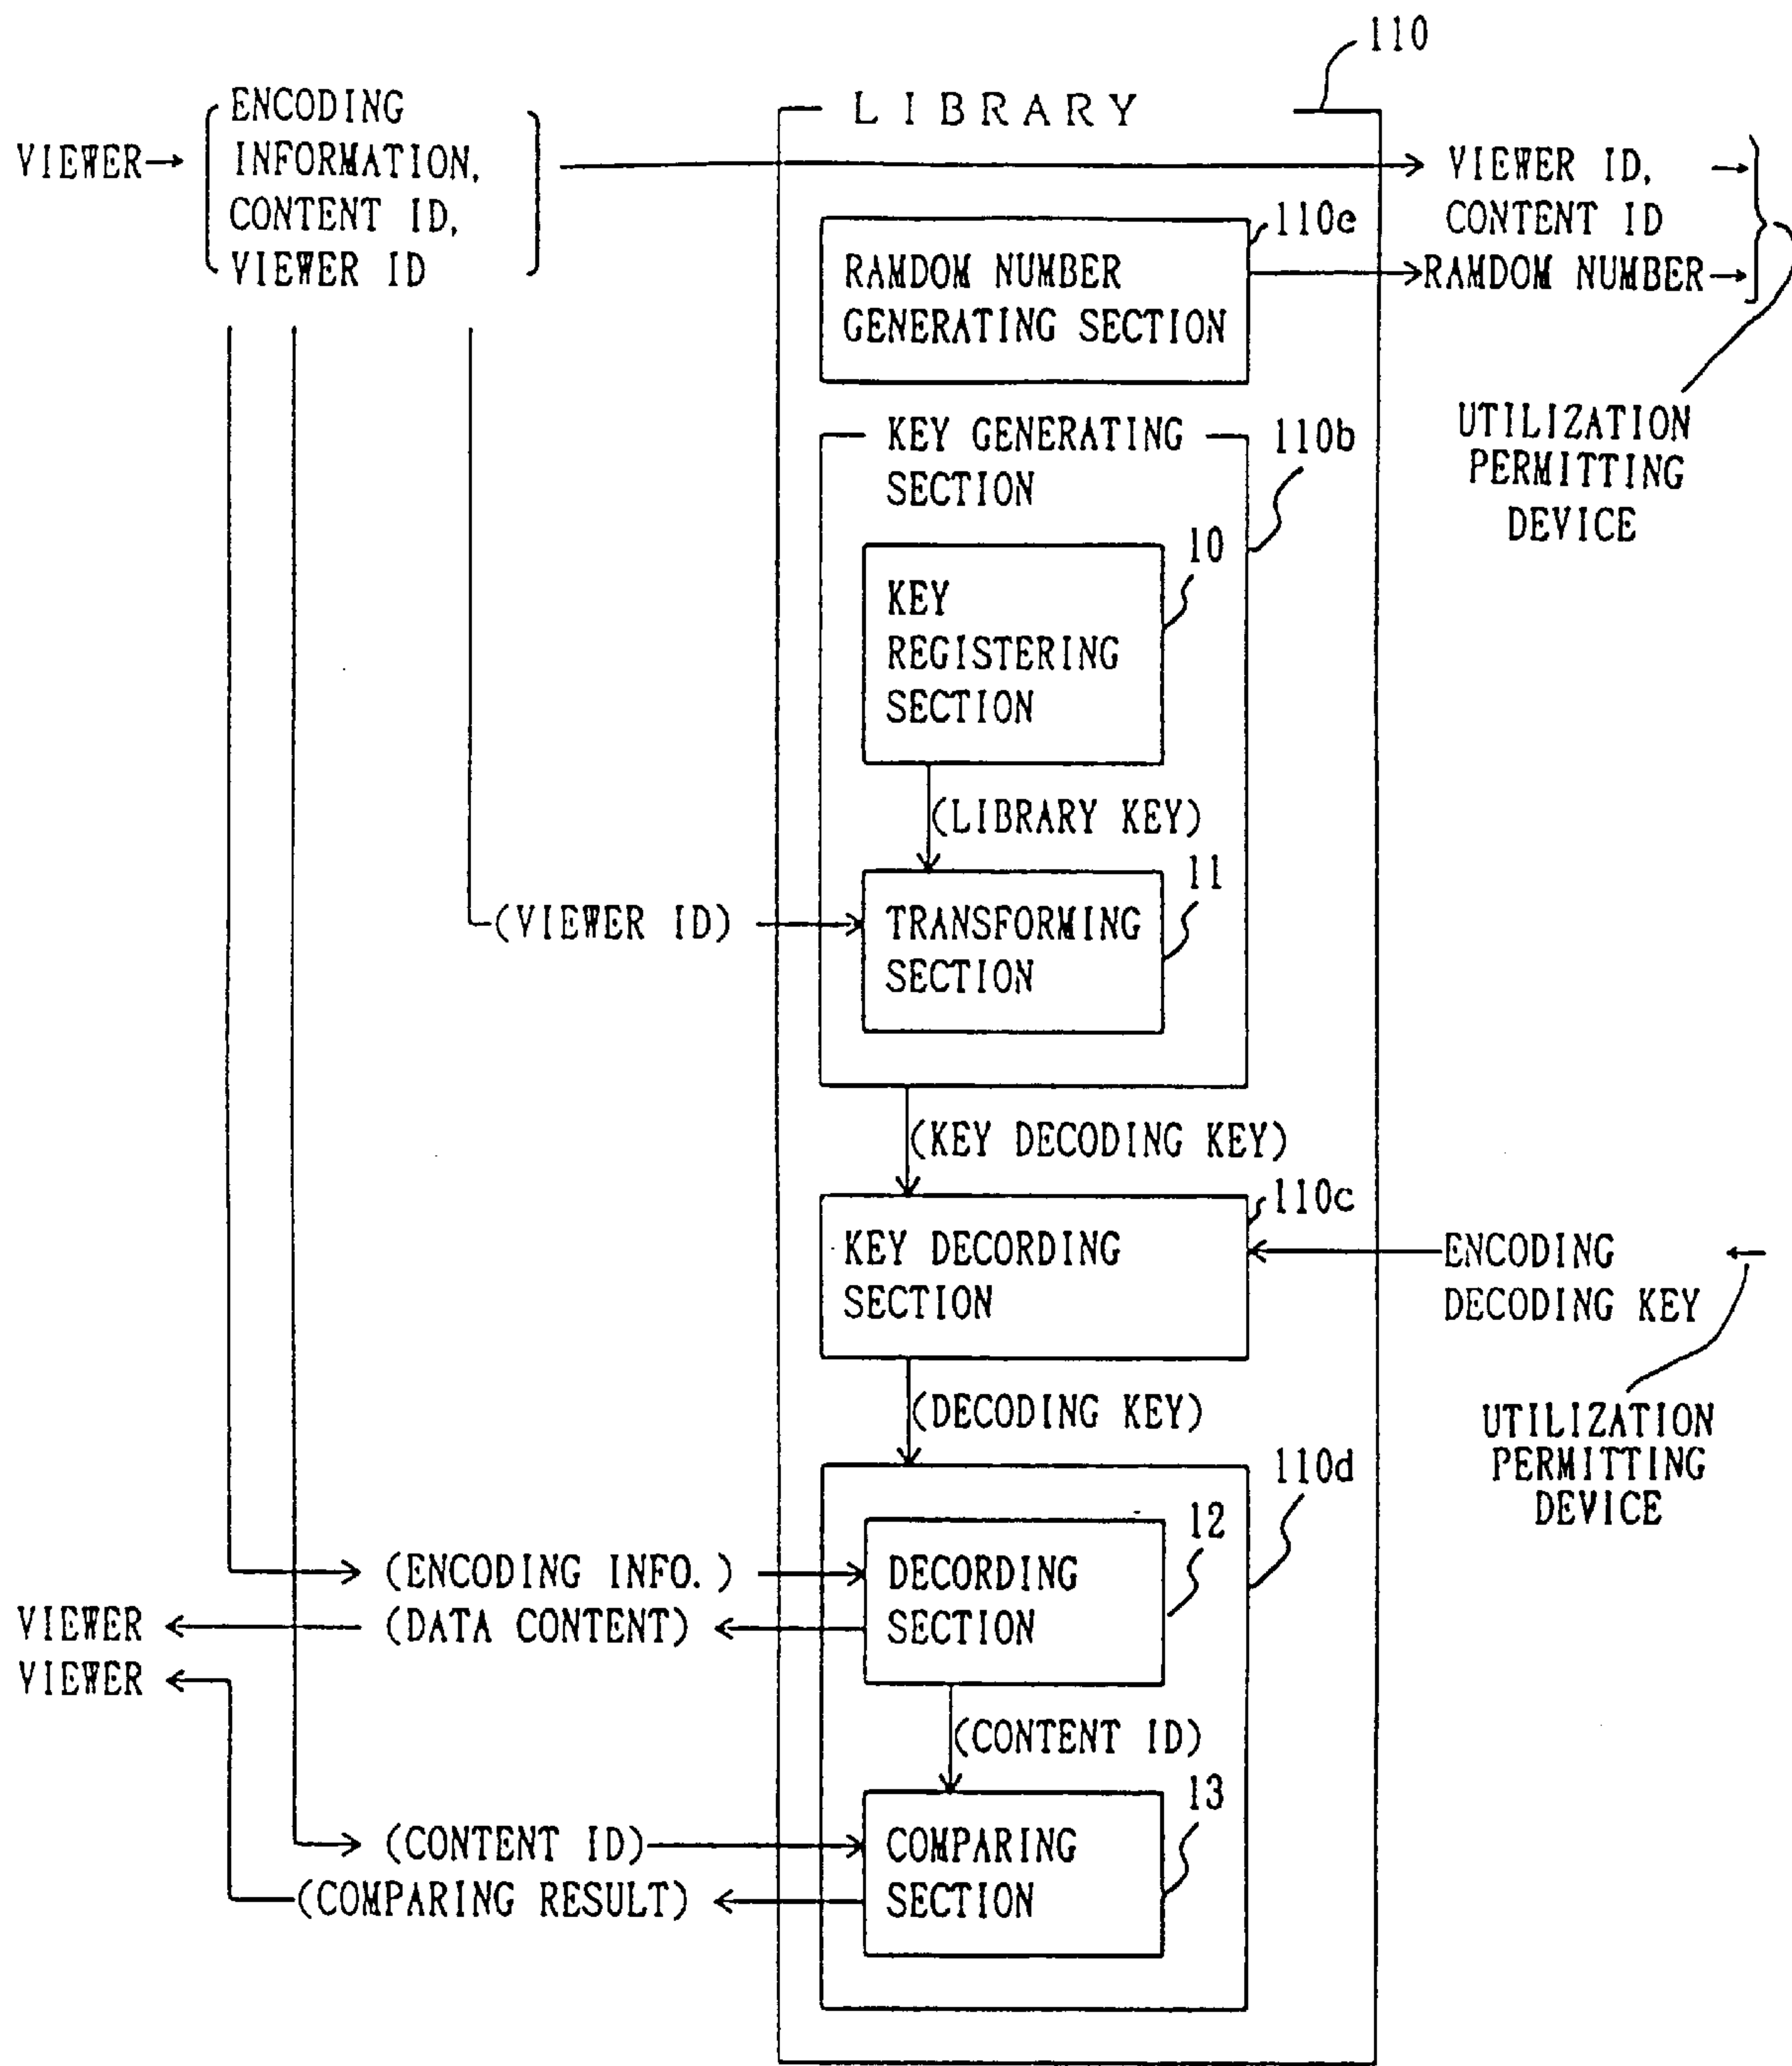 110
LIBRARY
VIEWER
ENCODING
INFORMATION,
CONTENT ID,
VIEWER ID
VIEWER ID,
CONTENT ID
RAMDOM NUMBER
UTILIZATION
PERMITTING
DEVICE
110e
RAMDOM NUMBER
GENERATING SECTION
KEY GENERATING
SECTION
110b
10
KEY
REGISTERING
SECTION
(LIBRARY KEY)
11
(VIEWER ID)
TRANSFORMING
SECTION
(KEY DECODING KEY)
110c
KEY DECORDING
SECTION
ENCODING
DECODING KEY
UTILIZATION
PERMITTING
DEVICE
(DECODING KEY)
110d
12
(ENCODING INFO.)
DECORDING
SECTION
VIEWER
(DATA CONTENT)
VIEWER
(CONTENT ID)
13
(CONTENT ID)
COMPARING
SECTION
(COMPARING RESULT)